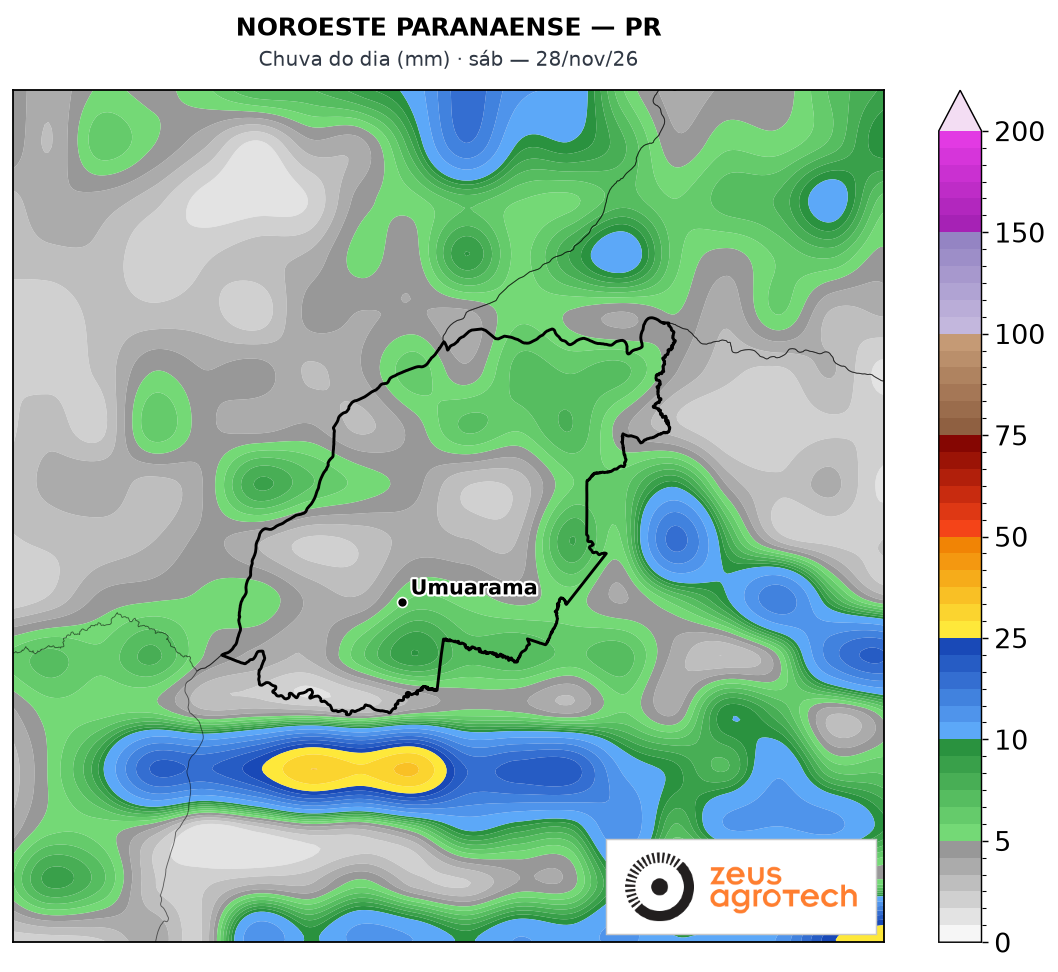 NOROESTE PARANAENSE — PR
Chuva do dia (mm) · sáb — 28/nov/26
200
150
100
75
50
25
10
5
0
Umuarama
zeus
agrotech